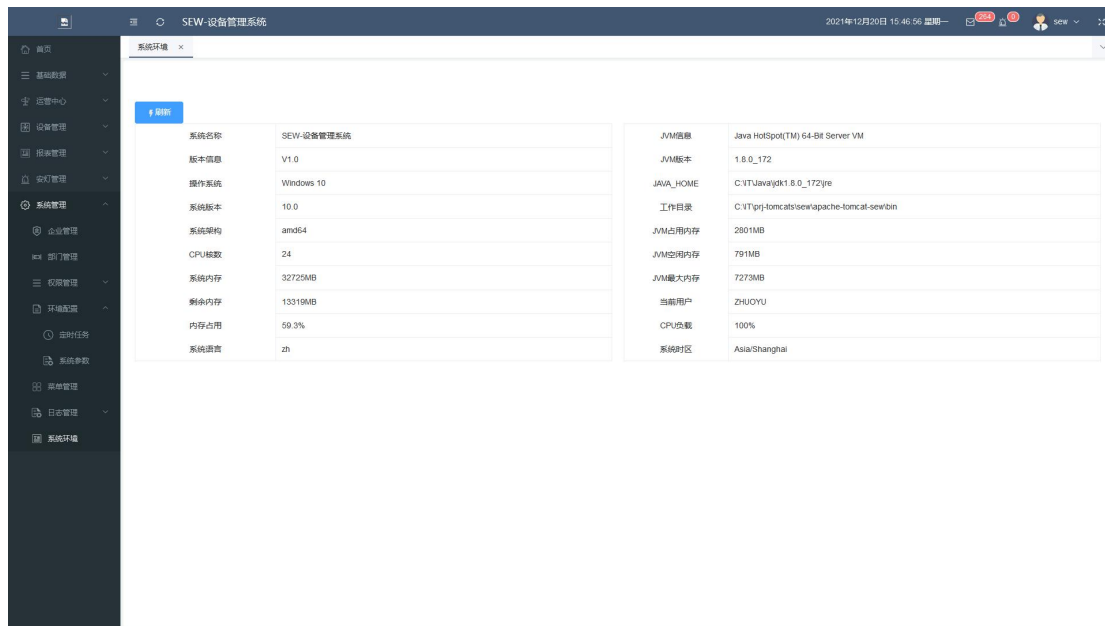 SEW-设备管理系统
2021年12月20日 15:46:56 星期一
264
0
sew
首页
基础数据
运营中心
设备管理
报表管理
安灯管理
系统管理
企业管理
部门管理
权限管理
环境配置
定时任务
系统参数
菜单管理
日志管理
系统环境
系统环境 ×
刷新
系统名称 SEW-设备管理系统 JVM信息 Java HotSpot(TM) 64-Bit Server VM
版本信息 V1.0 JVM版本 1.8.0_172
操作系统 Windows 10 JAVA_HOME C:\IT\Java\jdk1.8.0_172\jre
系统版本 10.0 工作目录 C:\IT\prj-tomcats\sew\apache-tomcat-sew\bin
系统架构 amd64 JVM占用内存 2801MB
CPU核数 24 JVM空闲内存 791MB
系统内存 32725MB JVM最大内存 7273MB
剩余内存 13319MB 当前用户 ZHUOYU
内存占用 59.3% CPU负载 100%
系统语言 zh 系统时区 Asia/Shanghai